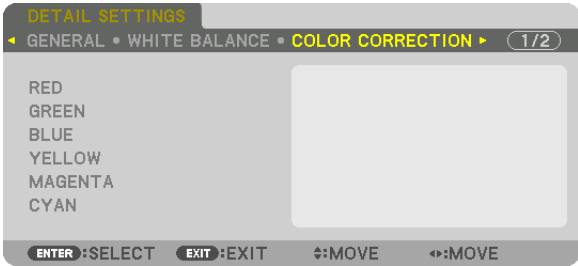 DETAIL SETTINGS
◂ GENERAL • WHITE BALANCE • COLOR CORRECTION ▸ 1/2
RED
GREEN
BLUE
YELLOW
MAGENTA
CYAN
ENTER:SELECT EXIT:EXIT ♦:MOVE ◂▸:MOVE